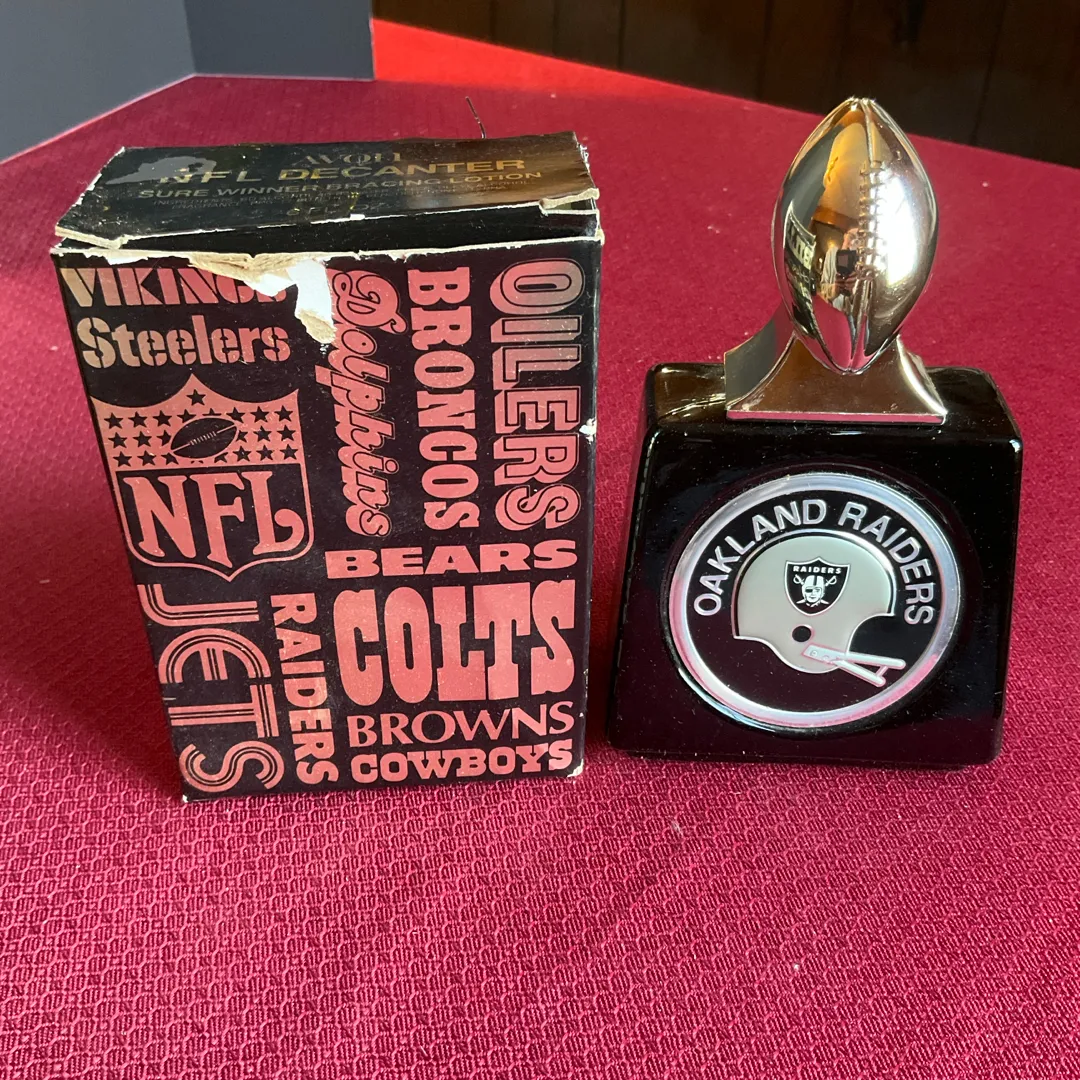 AVON
NFL DECANTER
SURE WINNER BRACING LOTION
VIKINGS
Steelers
NFL
JETS
RAIDERS
Dolphins
BRONCOS
OILERS
BEARS
COLTS
BROWNS
COWBOYS
OAKLAND RAIDERS
RAIDERS